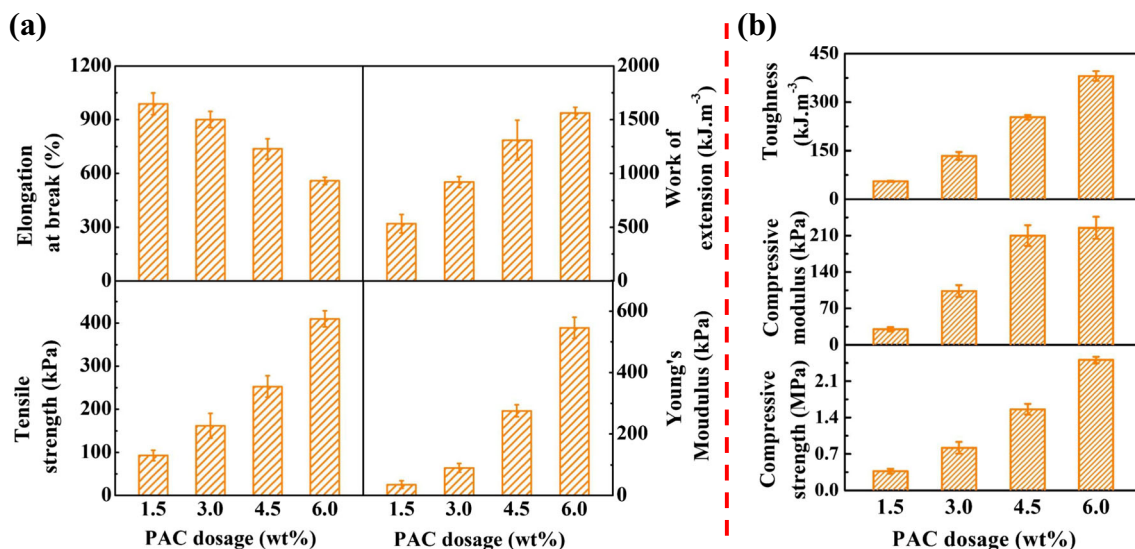 (a)
(b)
1200
900
600
300
0
Elongation
at break (%)
2000
1500
1000
500
0
Work of
extension (kJ.m-3)
400
300
200
100
0
Tensile
strength (kPa)
600
400
200
0
Young's
Moudulus (kPa)
1.5 3.0 4.5 6.0
1.5 3.0 4.5 6.0
PAC dosage (wt%)
PAC dosage (wt%)
450
300
150
0
Toughness
(kJ.m-3)
210
140
70
0
Compressive
modulus (kPa)
2.1
1.4
0.7
0.0
Compressive
strength (MPa)
1.5 3.0 4.5 6.0
PAC dosage (wt%)